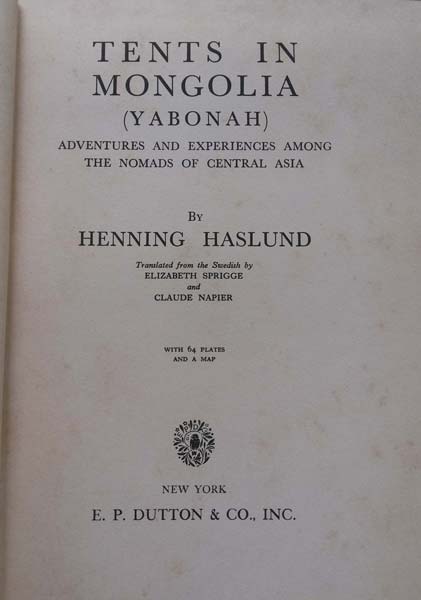 TENTS IN
MONGOLIA
(YABONAH)
ADVENTURES AND EXPERIENCES AMONG
THE NOMADS OF CENTRAL ASIA
BY
HENNING HASLUND
Translated from the Swedish by
ELIZABETH SPRIGGE
and
CLAUDE NAPIER
WITH 64 PLATES
AND A MAP
NEW YORK
E. P. DUTTON & CO., INC.